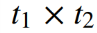 t₁ × t₂